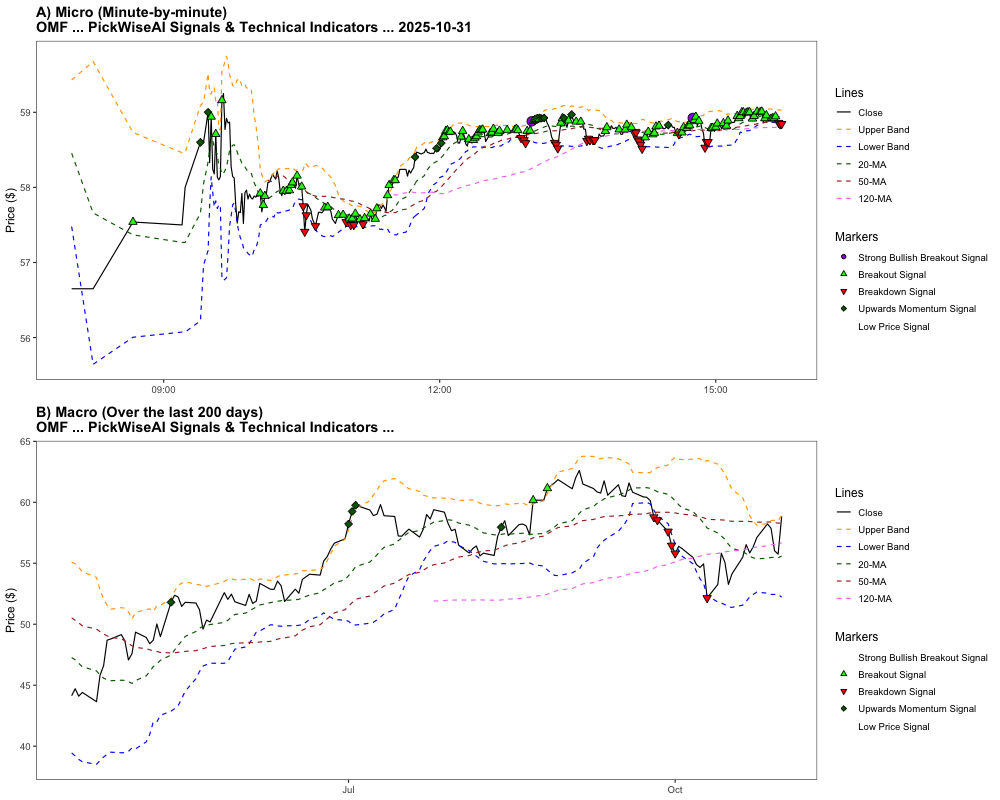 A) Micro (Minute-by-minute)
OMF ... PickWiseAI Signals & Technical Indicators ... 2025-10-31
Price ($)
59
58
57
56
09:00
12:00
15:00
Lines
Close
Upper Band
Lower Band
20-MA
50-MA
120-MA
Markers
Strong Bullish Breakout Signal
Breakout Signal
Breakdown Signal
Upwards Momentum Signal
Low Price Signal
B) Macro (Over the last 200 days)
OMF ... PickWiseAI Signals & Technical Indicators ...
Price ($)
65
60
55
50
45
40
Jul
Oct
Lines
Close
Upper Band
Lower Band
20-MA
50-MA
120-MA
Markers
Strong Bullish Breakout Signal
Breakout Signal
Breakdown Signal
Upwards Momentum Signal
Low Price Signal